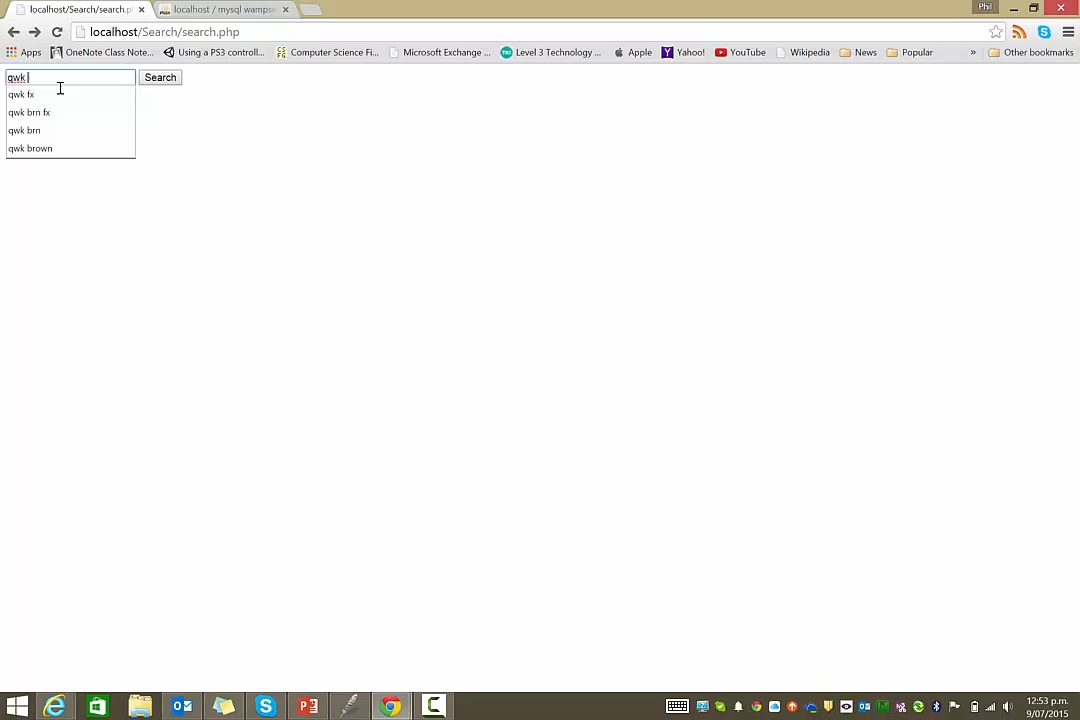 localhost/Search/search.p
localhost / mysql wampse
Phil
localhost/Search/search.php
Apps
OneNote Class Note...
Using a PS3 controll...
Computer Science Fi...
Microsoft Exchange ...
Level 3 Technology ...
Apple
Yahoo!
YouTube
Wikipedia
News
Popular
»
Other bookmarks
qwk
Search
qwk fx
qwk brn fx
qwk brn
qwk brown
12:53 p.m.
9/07/2015